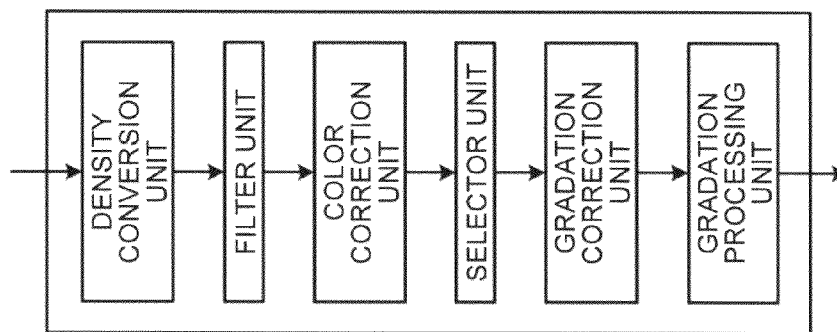 DENSITY
CONVERSION
UNIT
FILTER UNIT
COLOR
CORRECTION
UNIT
SELECTOR UNIT
GRADATION
CORRECTION
UNIT
GRADATION
PROCESSING
UNIT